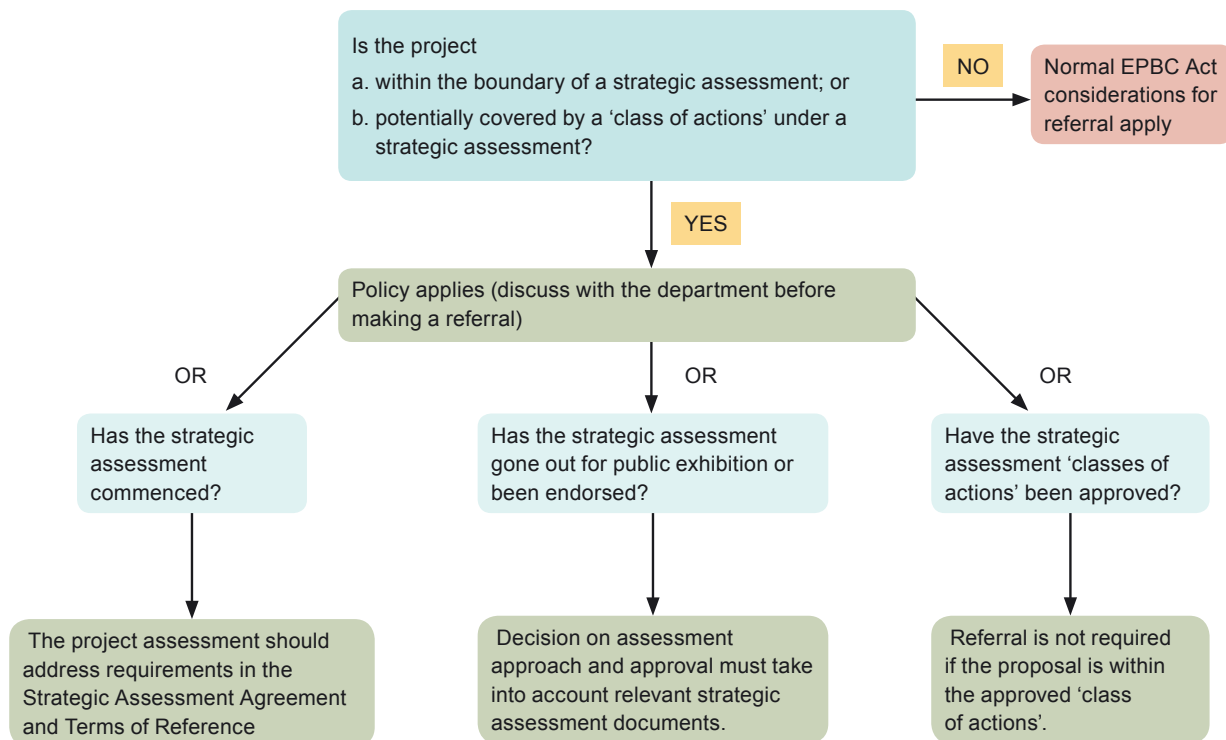 Is the project
a. within the boundary of a strategic assessment; or
b. potentially covered by a ‘class of actions’ under a
strategic assessment?
NO
Normal EPBC Act
considerations for
referral apply
YES
Policy applies (discuss with the department before
making a referral)
OR
OR
OR
Has the strategic
assessment
commenced?
Has the strategic assessment
gone out for public exhibition or
been endorsed?
Have the strategic
assessment ‘classes of
actions’ been approved?
The project assessment should
address requirements in the
Strategic Assessment Agreement
and Terms of Reference
Decision on assessment
approach and approval must take
into account relevant strategic
assessment documents.
Referral is not required
if the proposal is within
the approved ‘class
of actions’.